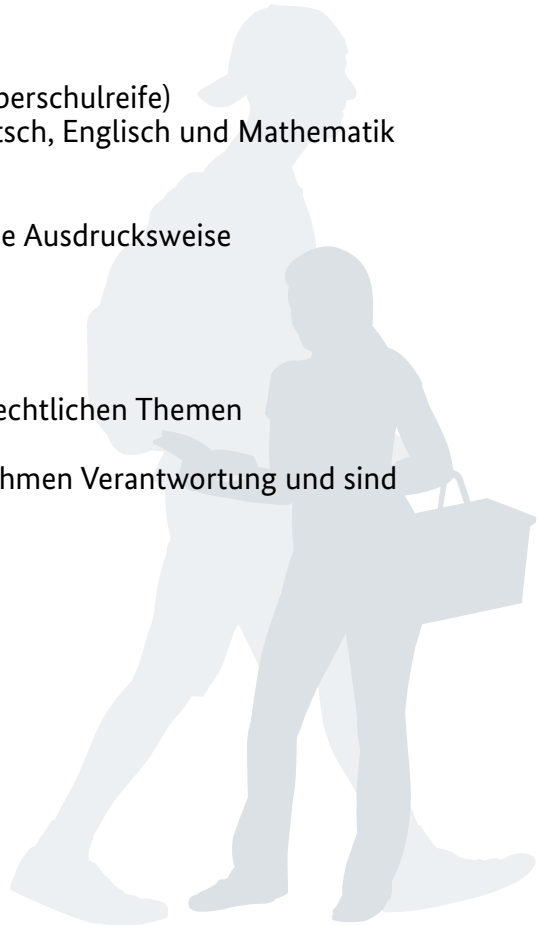 berschulreife)
tsch, Englisch und Mathematik
e Ausdrucksweise
echtlichen Themen
hmen Verantwortung und sind